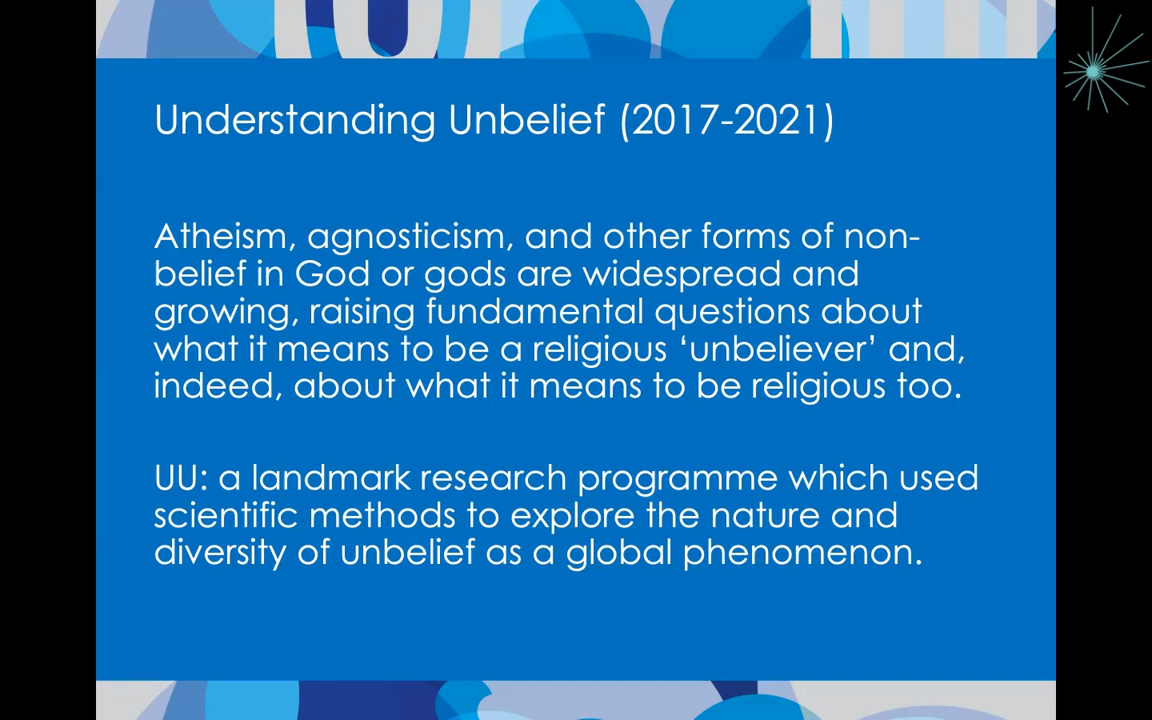 Understanding Unbelief (2017-2021)
Atheism, agnosticism, and other forms of non-
belief in God or gods are widespread and
growing, raising fundamental questions about
what it means to be a religious ‘unbeliever’ and,
indeed, about what it means to be religious too.
UU: a landmark research programme which used
scientific methods to explore the nature and
diversity of unbelief as a global phenomenon.